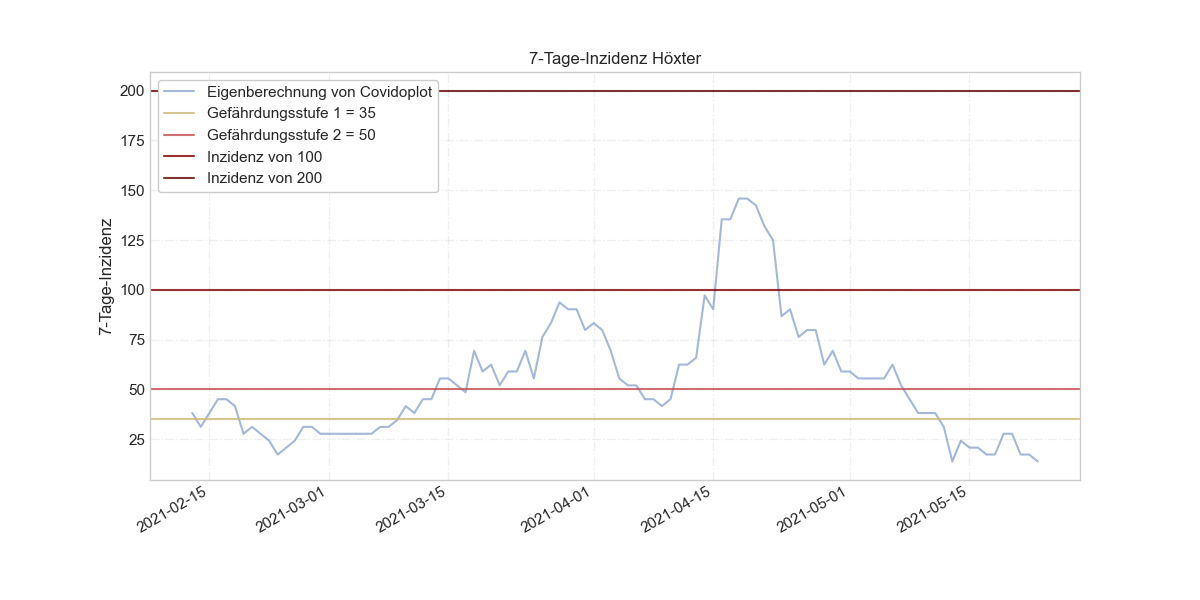 7-Tage-Inzidenz Höxter
200
175
150
125
100
75
50
25
7-Tage-Inzidenz
Eigenberechnung von Covidoplot
Gefährdungsstufe 1 = 35
Gefährdungsstufe 2 = 50
Inzidenz von 100
Inzidenz von 200
2021-02-15
2021-03-01
2021-03-15
2021-04-01
2021-04-15
2021-05-01
2021-05-15